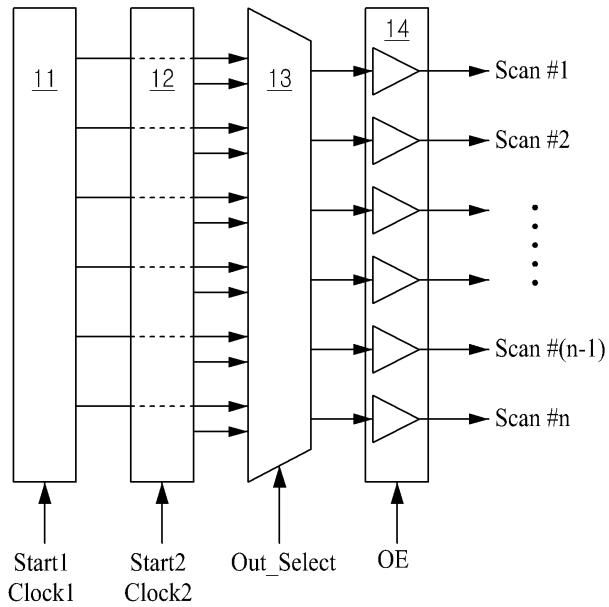 11
12
13
14
Scan #1
Scan #2
Scan #(n-1)
Scan #n
Start1
Clock1
Start2
Clock2
Out_Select
OE